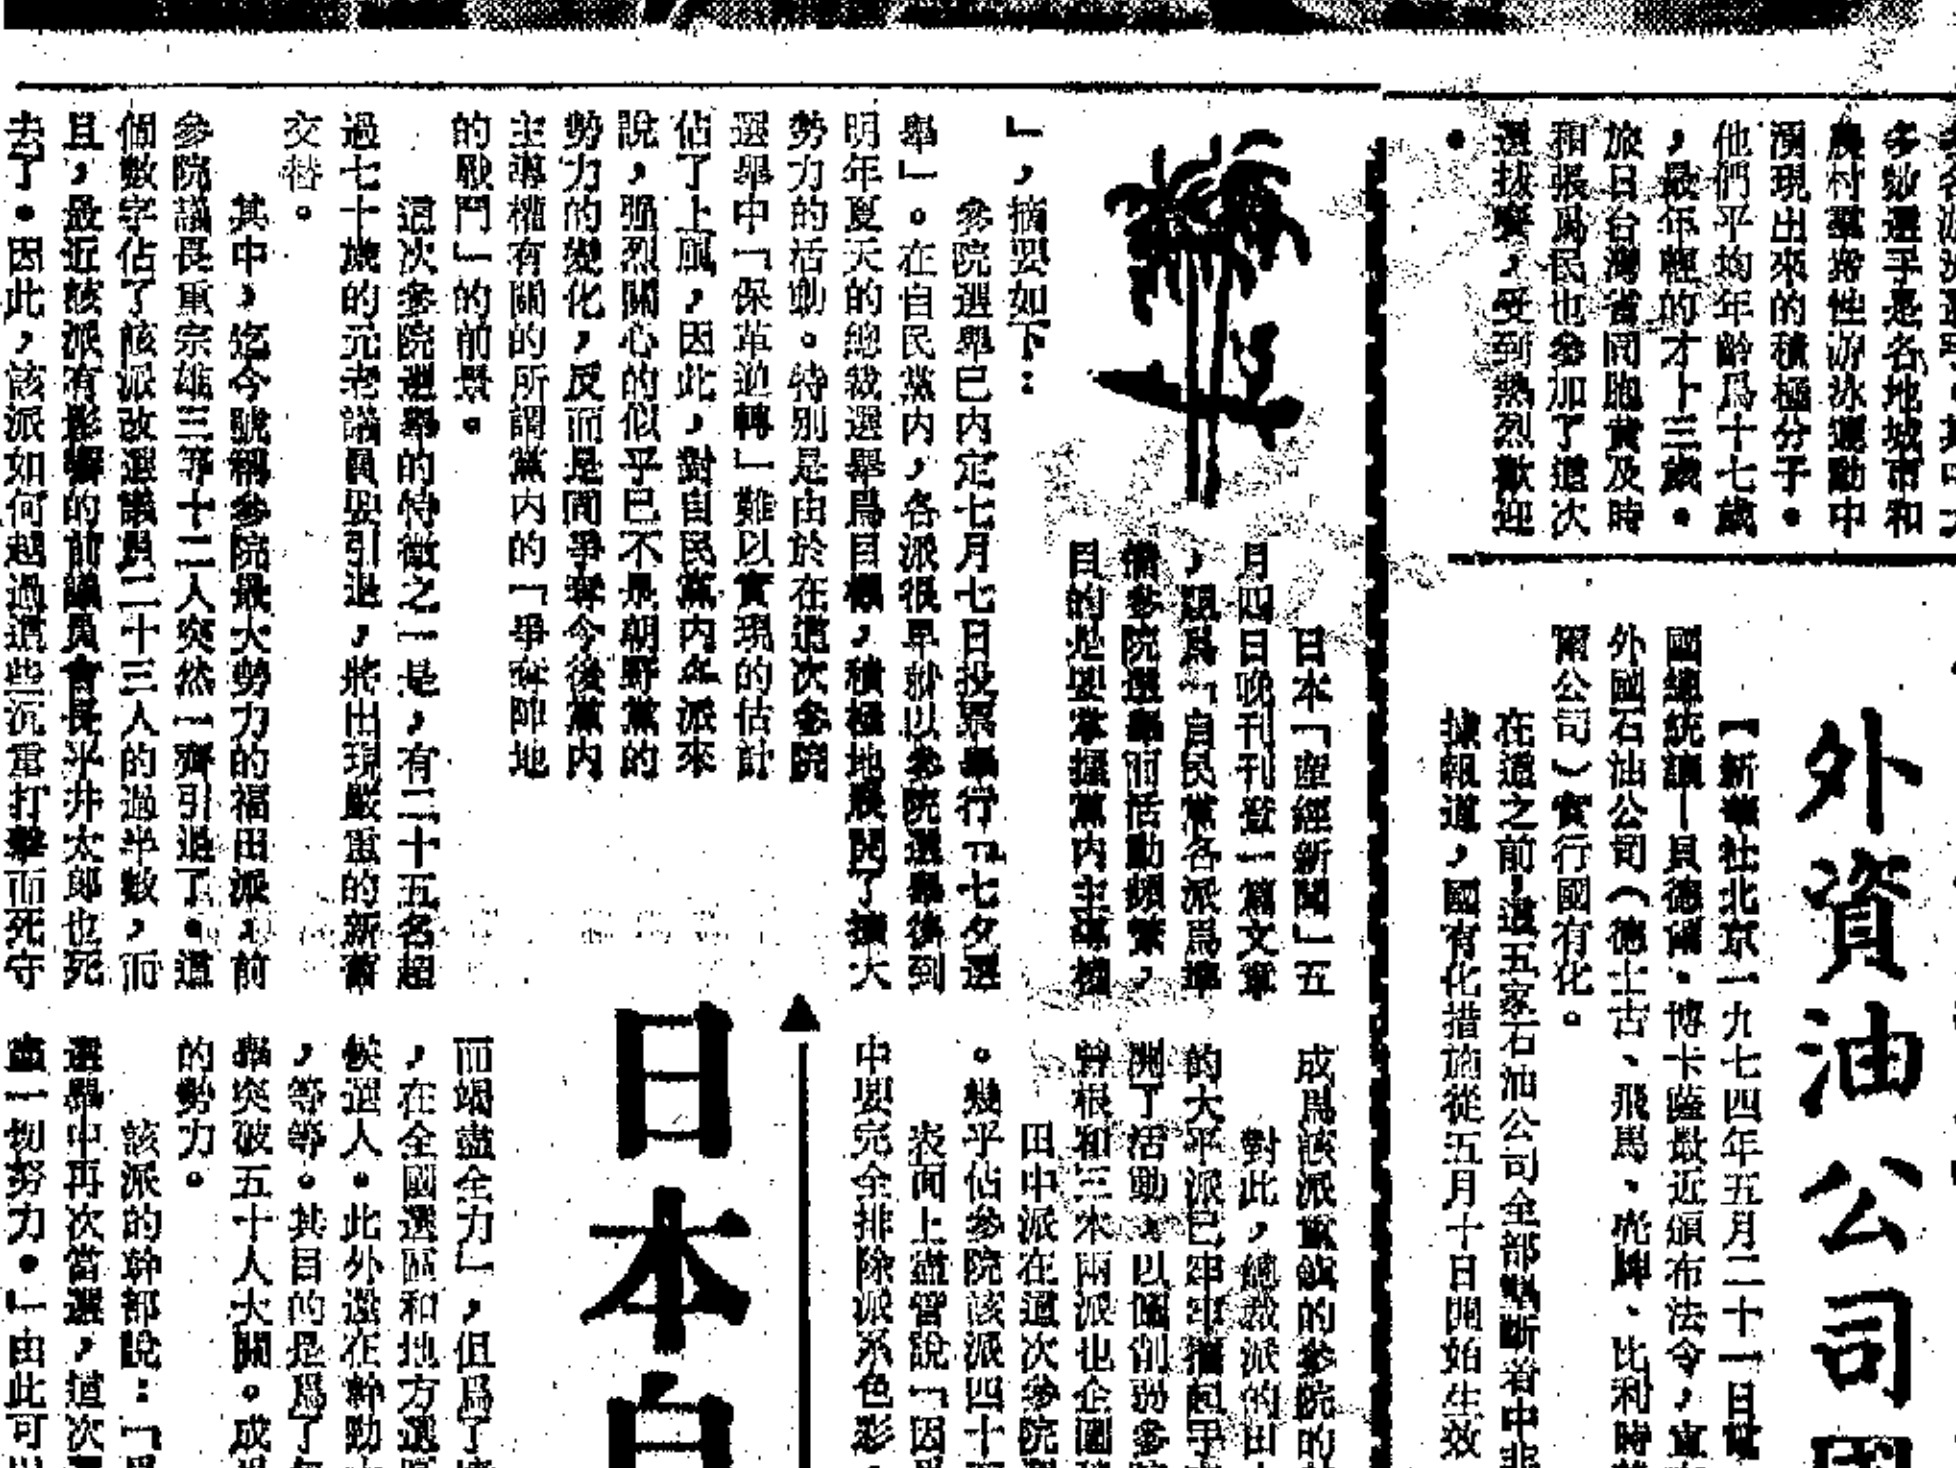 多數選手是各地城市和
農村羣衆性游泳運動中
湧現出來的積極分子。
他們平均年齡爲十七歲
，最年輕的才十三歲。
旅日台灣省同胞黄及時
和張爲民也參加了這次
選拔賽，受到熱烈歡迎
。
外資油公司
【新華社北京一九七四年五月二十一日
國總統讓—貝德爾·博卡薩最近頒布法令，宣
外國石油公司（德士古、飛馬、壳牌、比利時
爾公司）實行國有化。
在這之前，這五家石油公司全部壟斷着中非
據報道，國有化措施從五月十日開始生效
日本「產經新聞」五
月四日晚刊刊登一篇文章
，題爲「自民黨各派爲準
備參院選舉而活動頻繁，
目的是要掌握黨内主導權
」，摘要如下：
參院選舉已内定七月七日投票舉行「七夕選
舉」。在自民黨内，各派很早就以參院選舉後到
明年夏天的總裁選舉爲目標，積極地展開了擴大
勢力的活動。特別是由於在這次參院
選舉中「保革逆轉」難以實現的估計
佔了上風，因此，對自民黨内各派來
說，強烈關心的似乎已不是朝野黨的
勢力的變化，反而是同爭奪今後黨内
主導權有關的所謂黨内的「爭奪陣地
的戰鬥」的前景。
這次參院選舉的特徵之一是，有二十五名超
過七十歲的元老議員要引退，將出現嚴重的新舊
交替。
其中，迄今號稱參院最大勢力的福田派，前
參院議長重宗雄三等十二人突然一齊引退了。這
個數字佔了該派改選議員二十三人的過半數，而
且，最近該派有影響的前議員會長平井太郎也死
去了。因此，該派如何越過這些沉重打擊而死守
日本自
成爲該派重鎮的參院的
對此，總裁派的田
的大平派已牢牢攜起手
開了活動，以圖削弱參
曾根和三木兩派也企圖
田中派在這次參院
。幾乎佔參院該派四十
表面上儘管說「因
中要完全排除派系色彩，
而竭盡全力」，但爲了
，在全國選區和地方選
候選人。此外還在幹勁
，等等。其目的是爲了
舉突破五十人大關。成
的勢力。
該派的幹部說：「
選舉中再次當選，這次
盡一切努力。」由此可